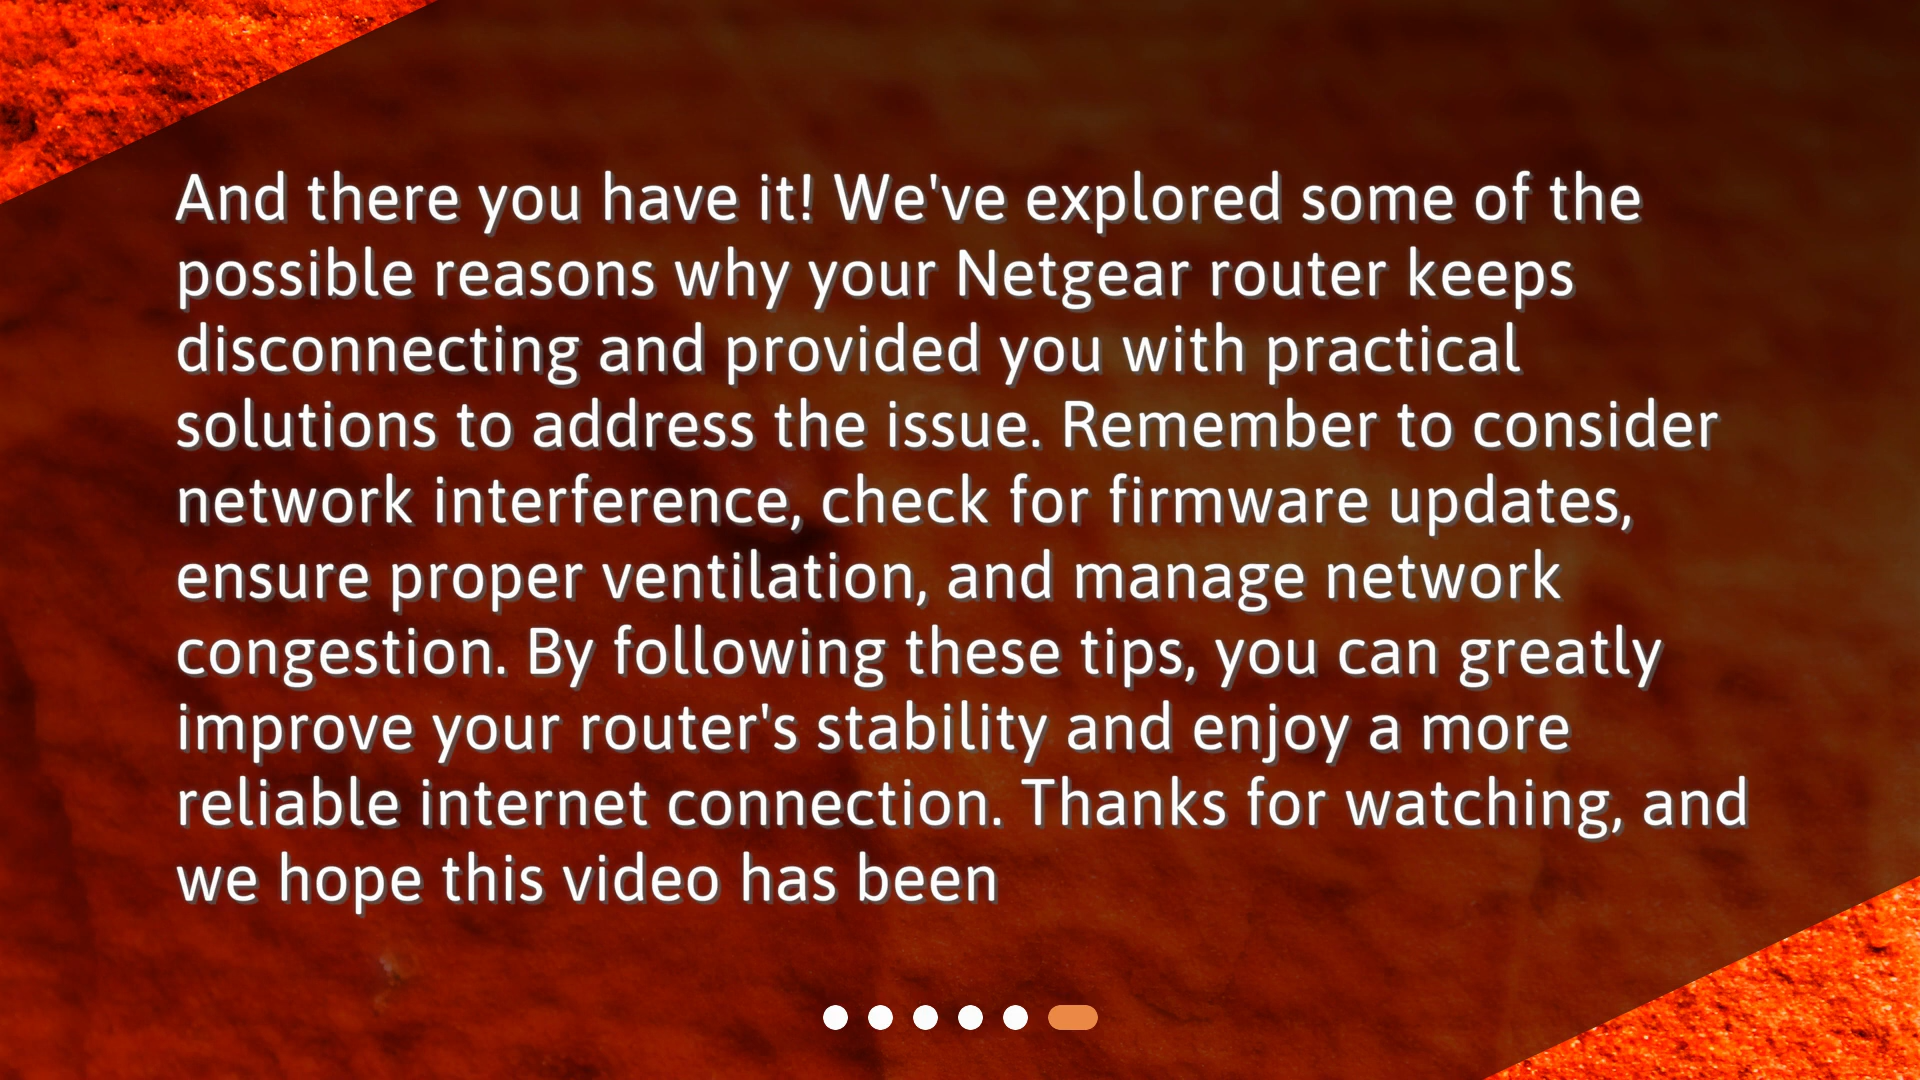 And there you have it! We've explored some of the
possible reasons why your Netgear router keeps
disconnecting and provided you with practical
solutions to address the issue. Remember to consider
network interference, check for firmware updates,
ensure proper ventilation, and manage network
congestion. By following these tips, you can greatly
improve your router's stability and enjoy a more
reliable internet connection. Thanks for watching, and
we hope this video has been